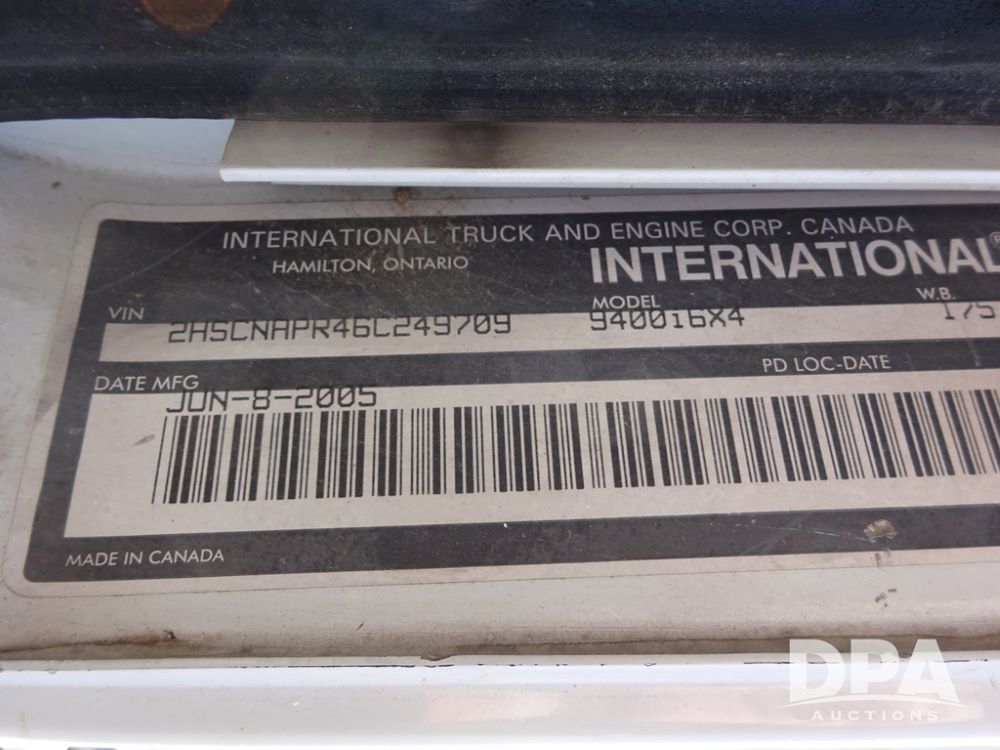 INTERNATIONAL TRUCK AND ENGINE CORP. CANADA
HAMILTON, ONTARIO
INTERNATIONAL®
VIN
2HSCNAPR46C249709
MODEL
9400i6X4
W.B.
175
DATE MFG
JUN-8-2005
PD LOC-DATE
MADE IN CANADA
DPA
AUCTIONS